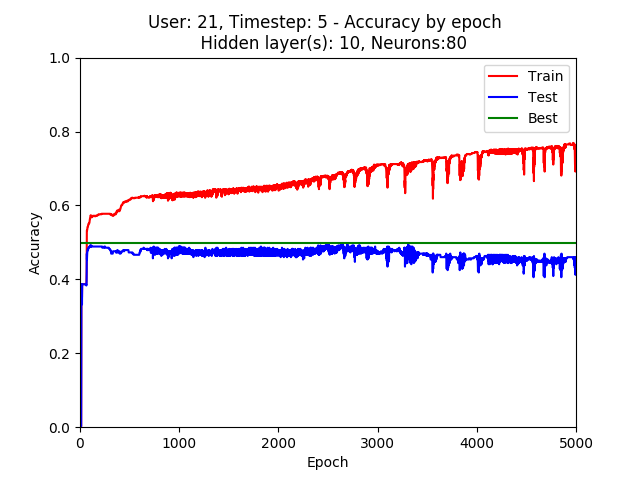 User: 21, Timestep: 5 - Accuracy by epoch
Hidden layer(s): 10, Neurons:80
Train
Test
Best
Accuracy
1.0
0.8
0.6
0.4
0.2
0.0
0 1000 2000 3000 4000 5000
Epoch